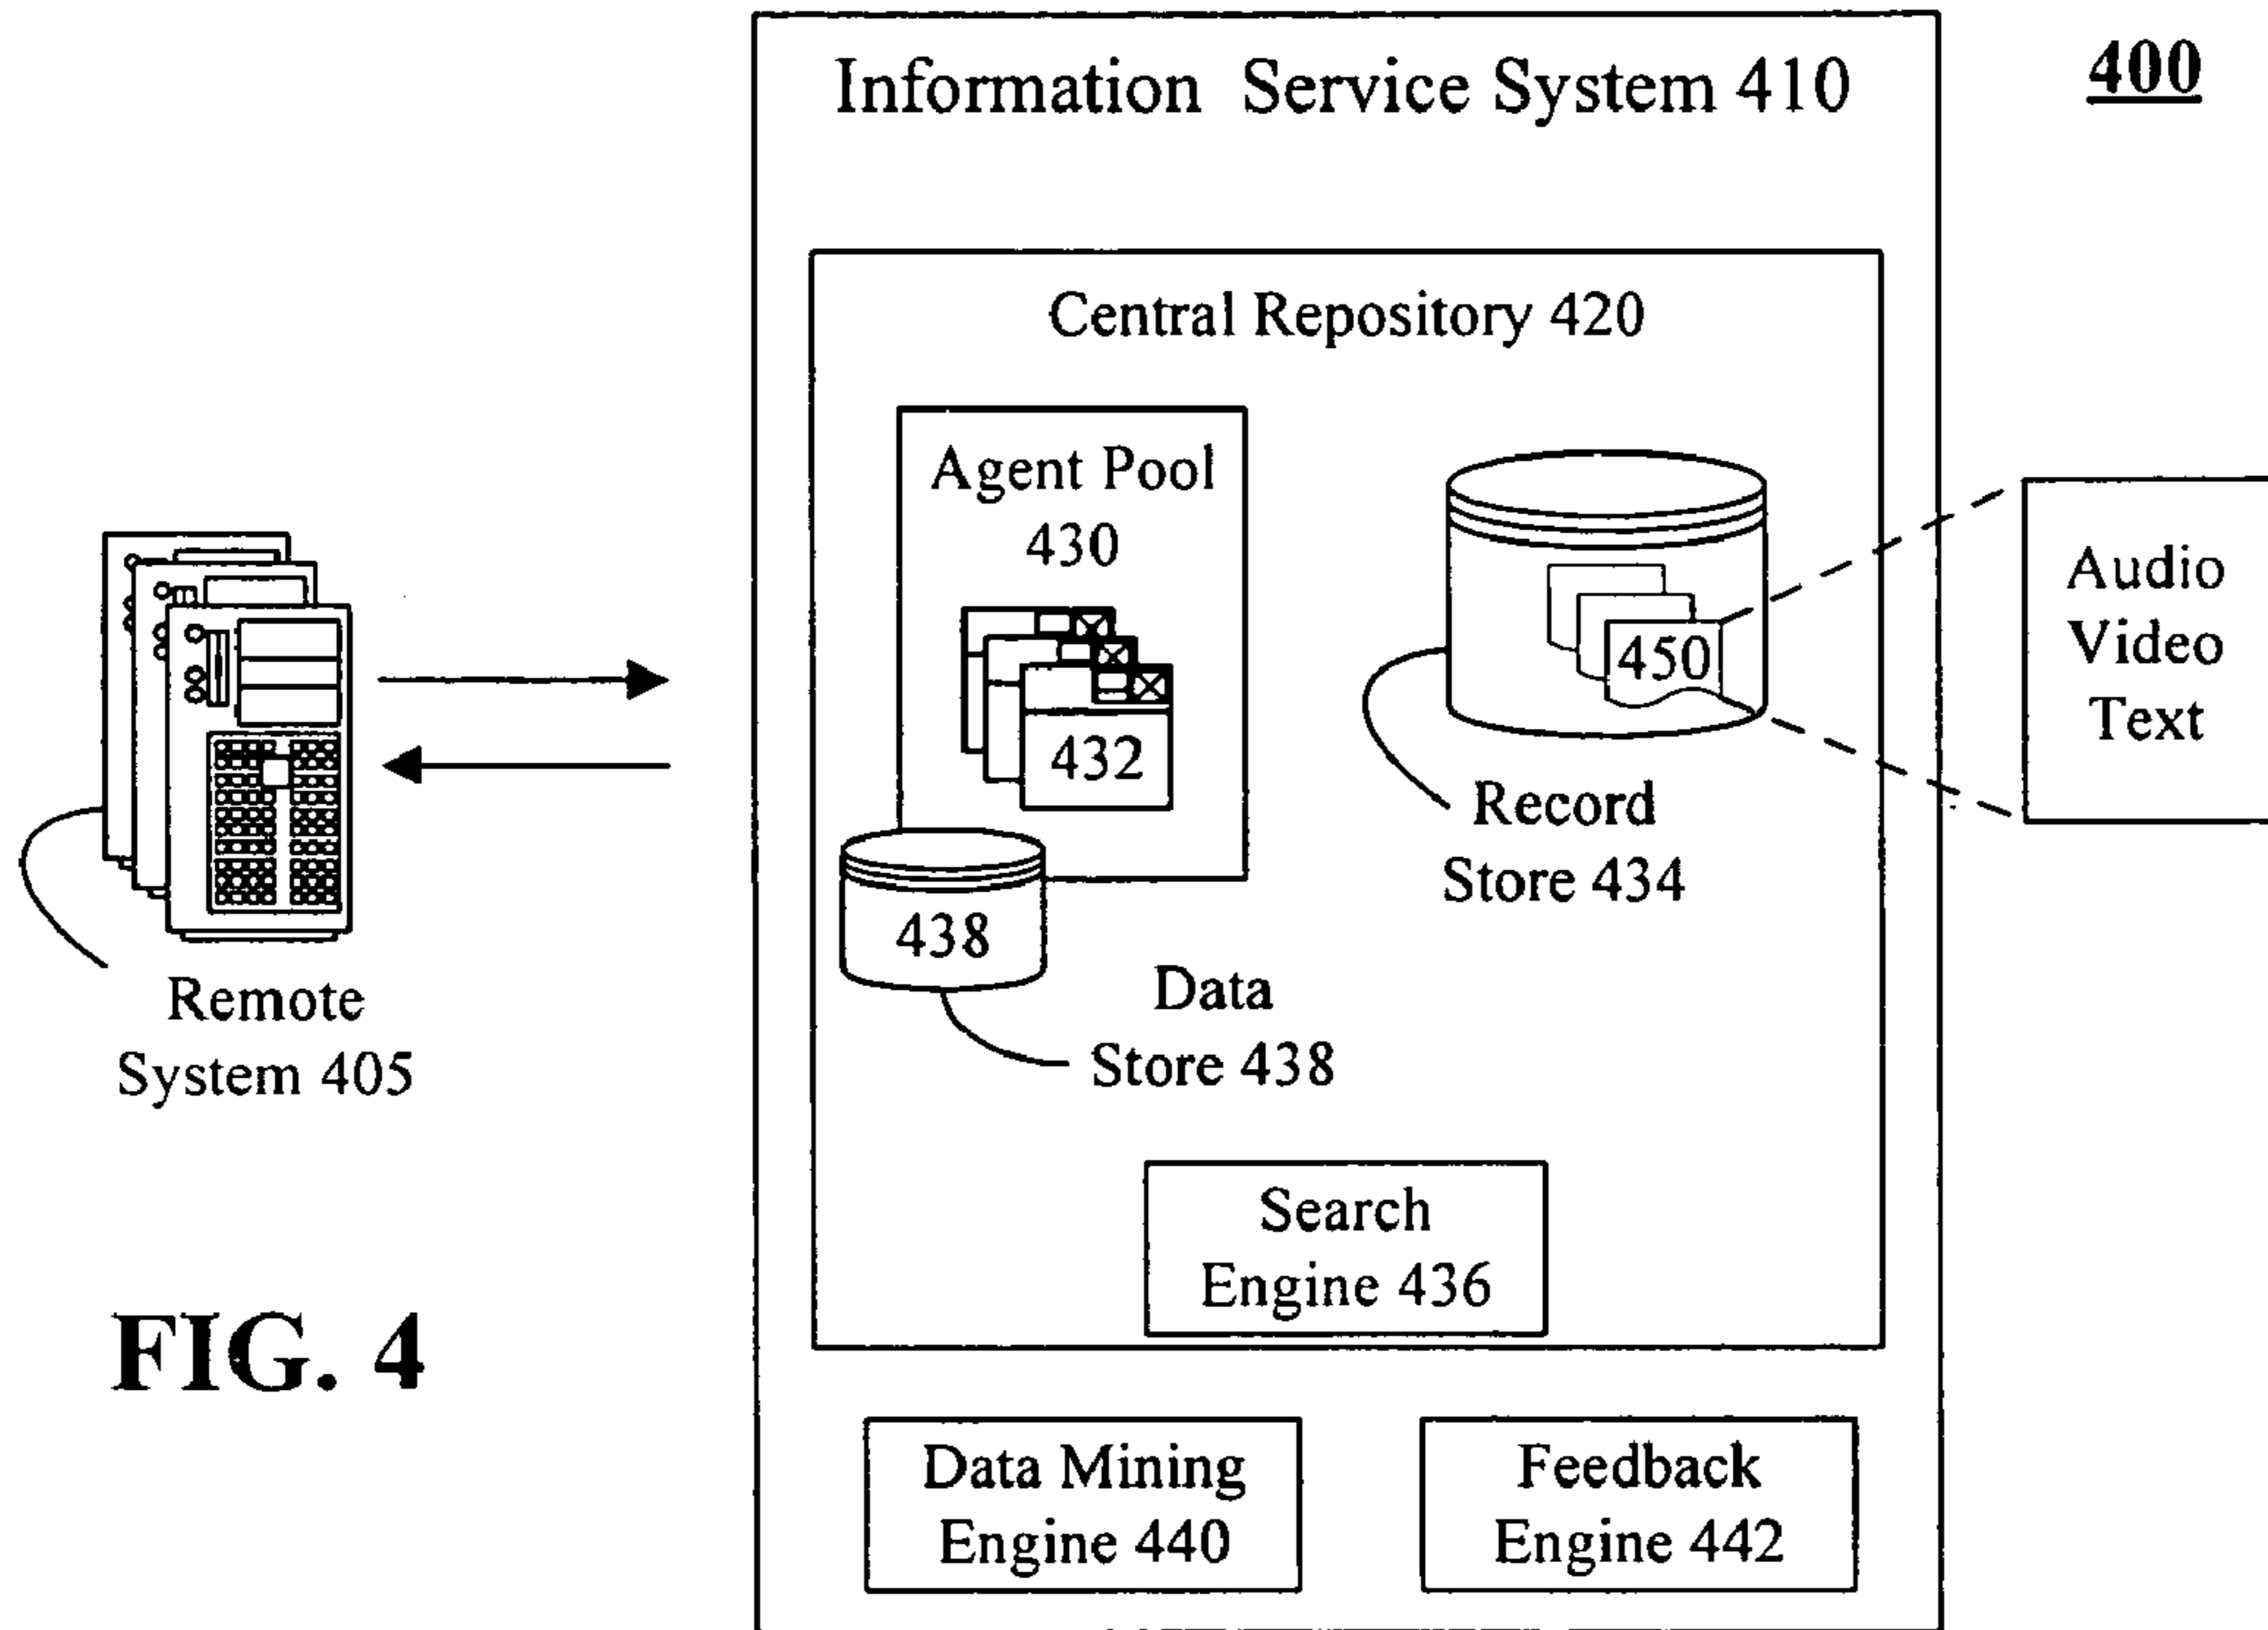 Information Service System 410
400
Central Repository 420
Agent Pool
430
432
450
Audio
Video
Text
Record
Store 434
438
Data
Store 438
Remote
System 405
Search
Engine 436
FIG. 4
Data Mining
Engine 440
Feedback
Engine 442